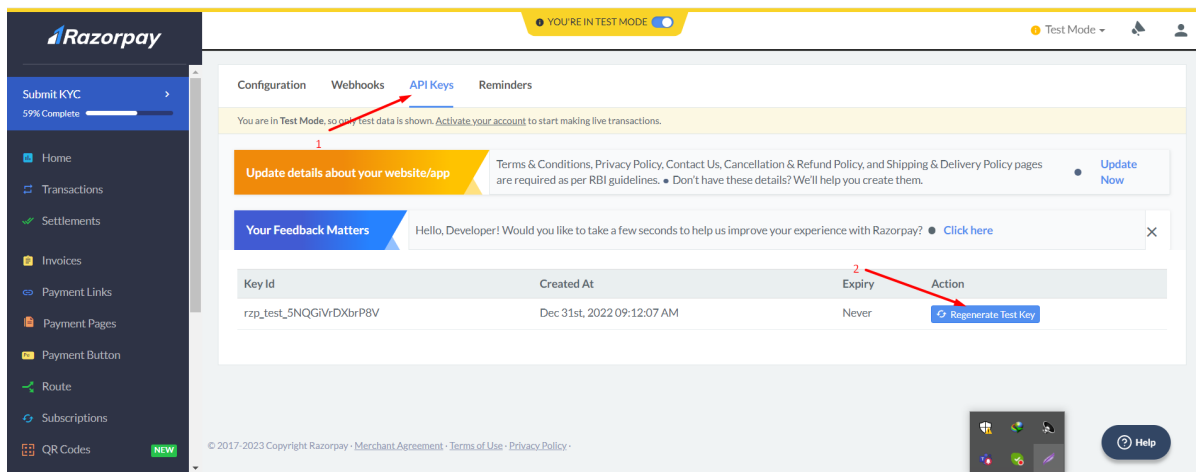 YOU'RE IN TEST MODE
Razorpay
Test Mode
Submit KYC
59% Complete
Home
Transactions
Settlements
Invoices
Payment Links
Payment Pages
Payment Button
Route
Subscriptions
QR Codes NEW
Configuration Webhooks API Keys Reminders
You are in Test Mode, so only test data is shown. Activate your account to start making live transactions.
1
Update details about your website/app
Terms & Conditions, Privacy Policy, Contact Us, Cancellation & Refund Policy, and Shipping & Delivery Policy pages
are required as per RBI guidelines. • Don't have these details? We'll help you create them.
Update
Now
Your Feedback Matters
Hello, Developer! Would you like to take a few seconds to help us improve your experience with Razorpay? • Click here
2
Key Id Created At Expiry Action
rzp_test_5NQGiVrDXbrP8V Dec 31st, 2022 09:12:07 AM Never Regenerate Test Key
© 2017-2023 Copyright Razorpay · Merchant Agreement · Terms of Use · Privacy Policy ·
Help